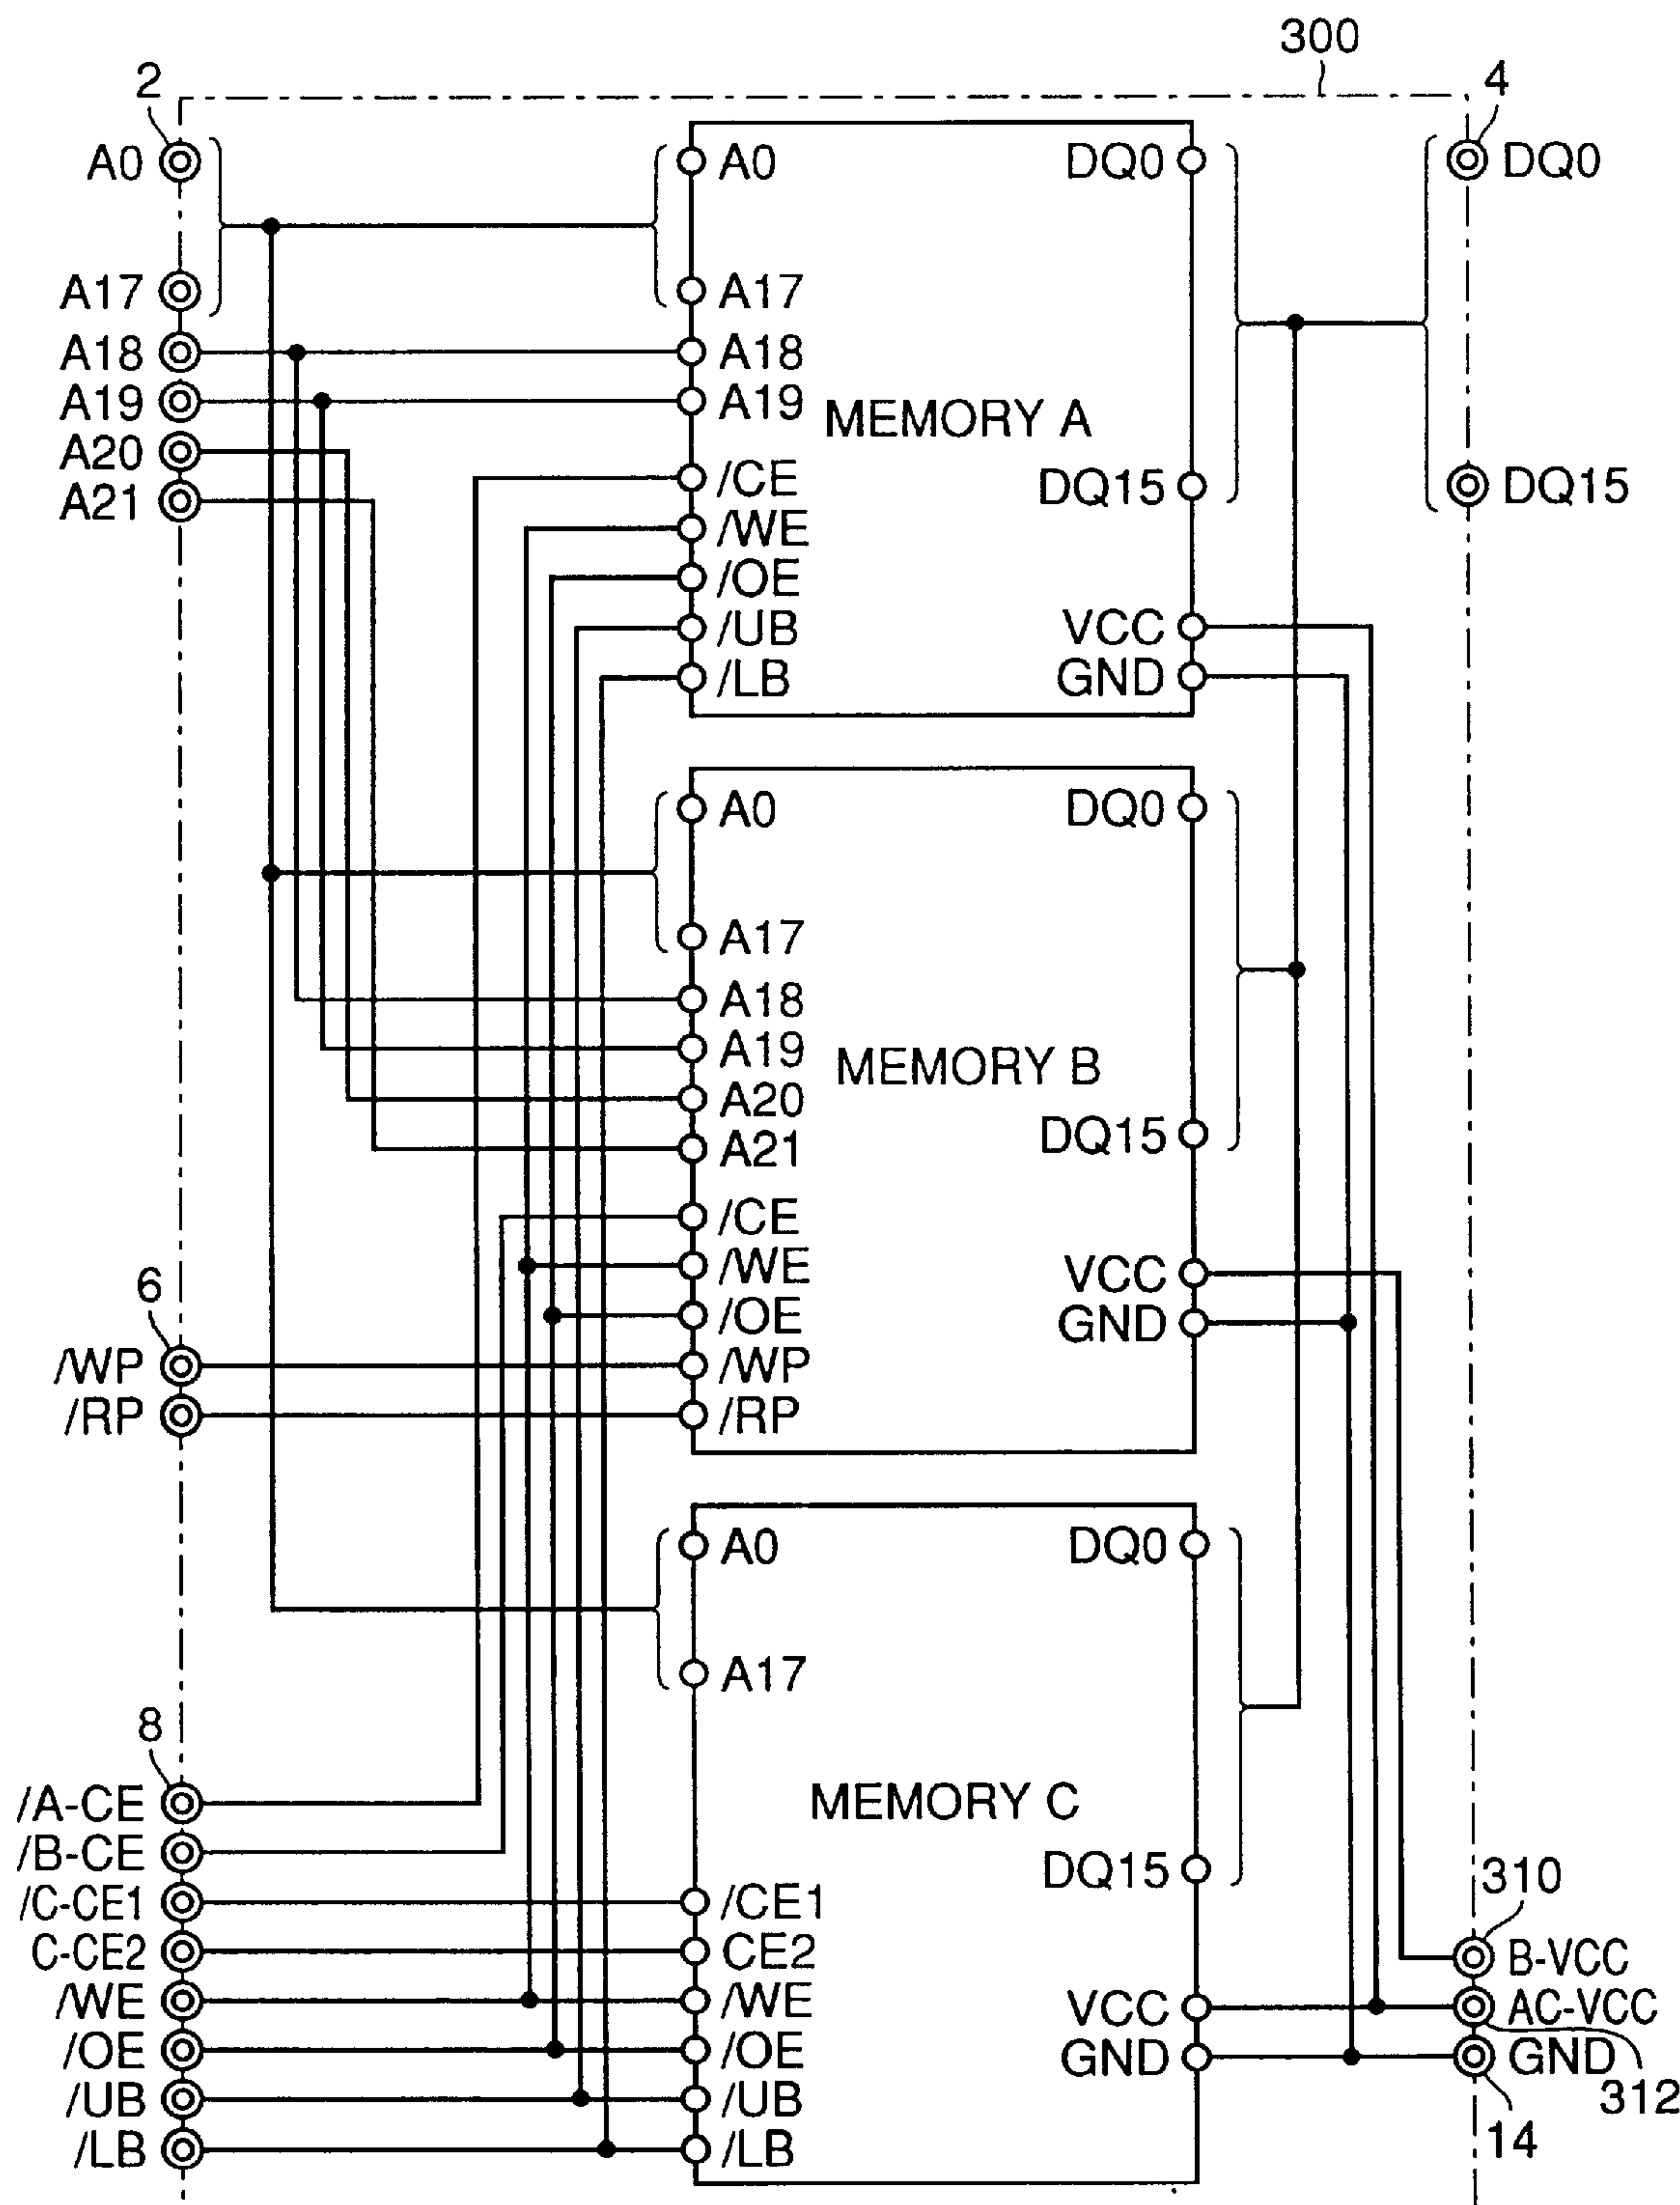 300
2
4
A0
A0
DQ0
DQ0
A17
A17
A18
A18
A19
A19
MEMORY A
A20
/CE
DQ15
DQ15
A21
/WE
/OE
/UB
VCC
/LB
GND
A0
DQ0
A17
A18
A19
MEMORY B
A20
DQ15
A21
/CE
/WE
VCC
6
/OE
GND
/WP
/WP
/RP
/RP
A0
DQ0
A17
8
/A-CE
MEMORY C
/B-CE
DQ15
310
/C-CE1
/CE1
C-CE2
CE2
B-VCC
/WE
/WE
VCC
AC-VCC
/OE
/OE
GND
GND
312
/UB
/UB
14
/LB
/LB